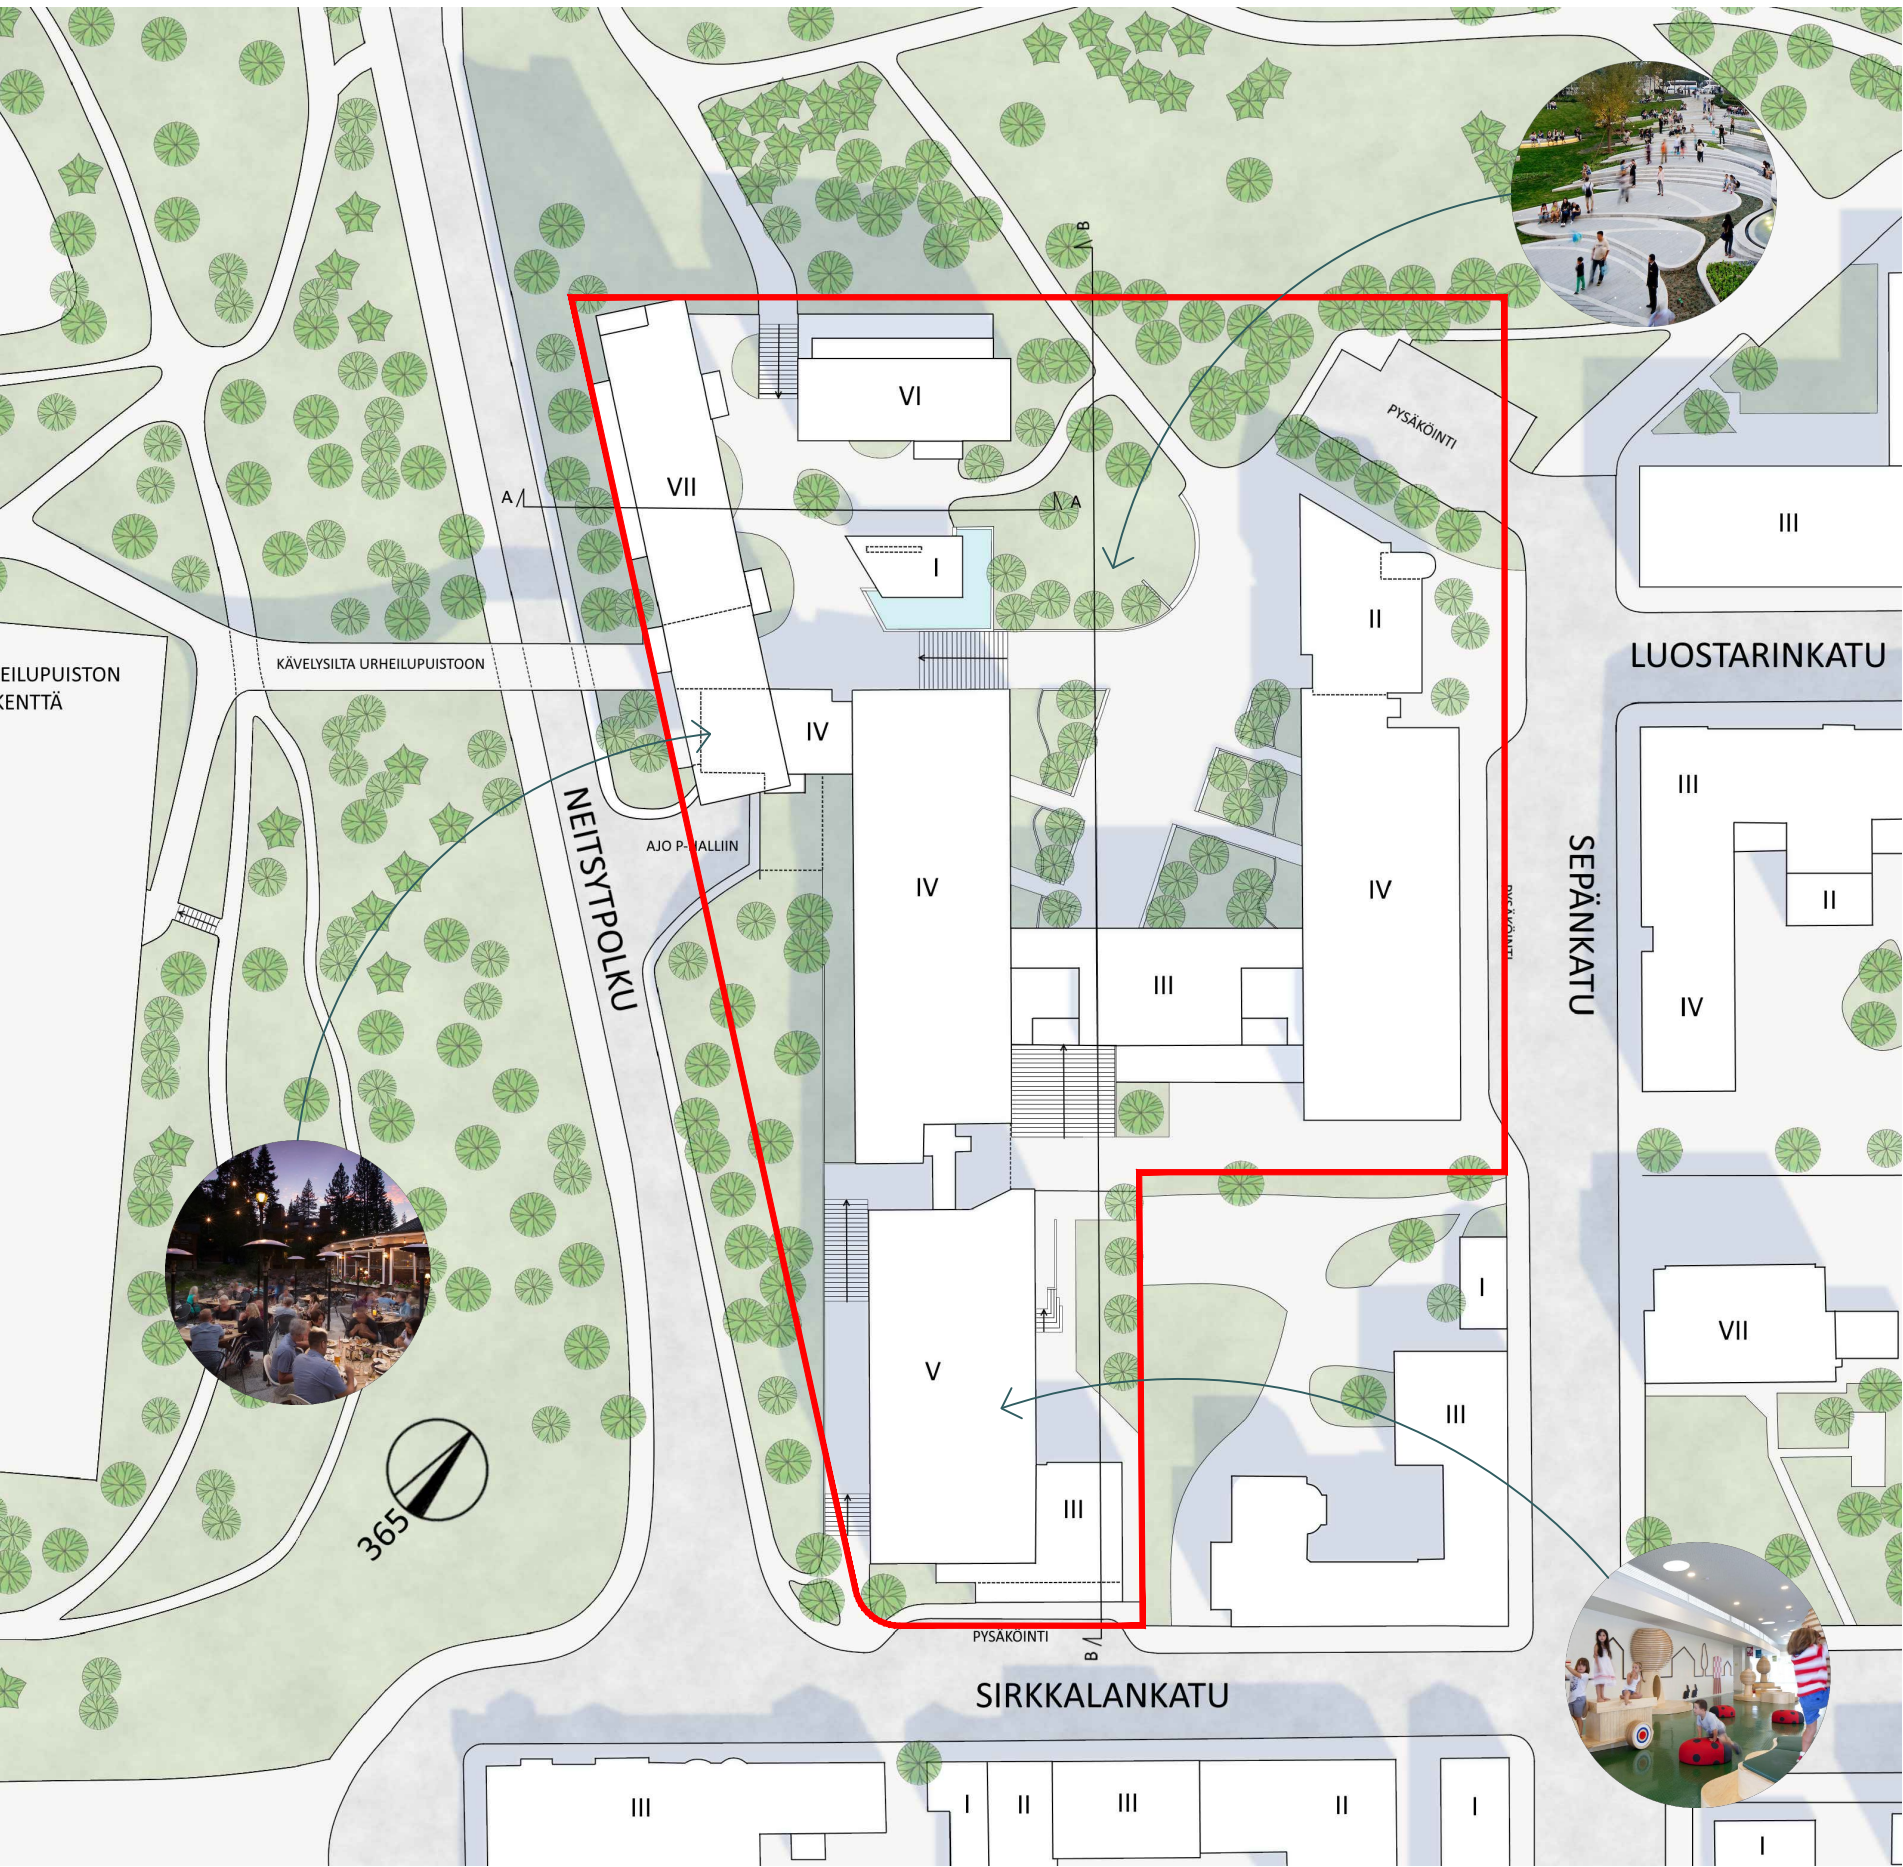 B
VI
PYSÄKÖINTI
VII
A
A
III
I
II
LUOSTARINKATU
KÄVELYSILTA URHEILUPUISTOON
EILUPUISTON
KENTTÄ
IV
III
NEITSYTPOLKU
AJO P-HALLIIN
SEPÄNKATU
IV
IV
PYSÄKÖINTI
II
III
IV
I
VII
V
III
III
365
PYSÄKÖINTI
B
SIRKKALANKATU
III
I
II
III
II
I
I